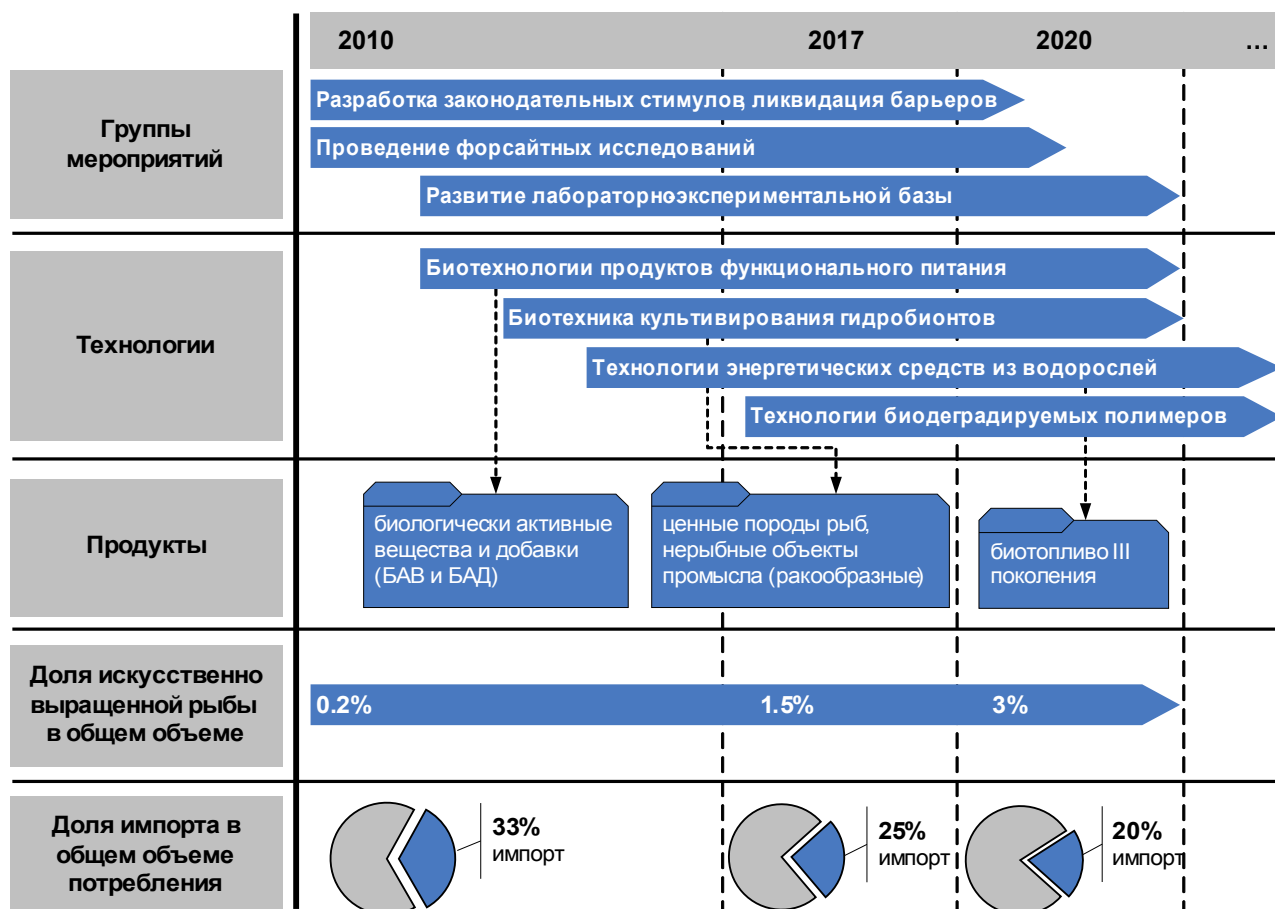 2010 2017 2020 ...
Группы
мероприятий
Разработка законодательных стимулов, ликвидация барьеров
Проведение форсайтных исследований
Развитие лабораторно-экспериментальной базы
Технологии
Биотехнологии продуктов функционального питания
Биотехника культивирования гидробионтов
Технологии энергетических средств из водорослей
Технологии биодеградируемых полимеров
Продукты
биологически активные
вещества и добавки
(БАВ и БАД)
ценные породы рыб,
нерыбные объекты
промысла (ракообразные)
биотопливо III
поколения
Доля искусственно
выращенной рыбы
в общем объеме
0.2% 1.5% 3%
Доля импорта в
общем объеме
потребления
33%
импорт
25%
импорт
20%
импорт